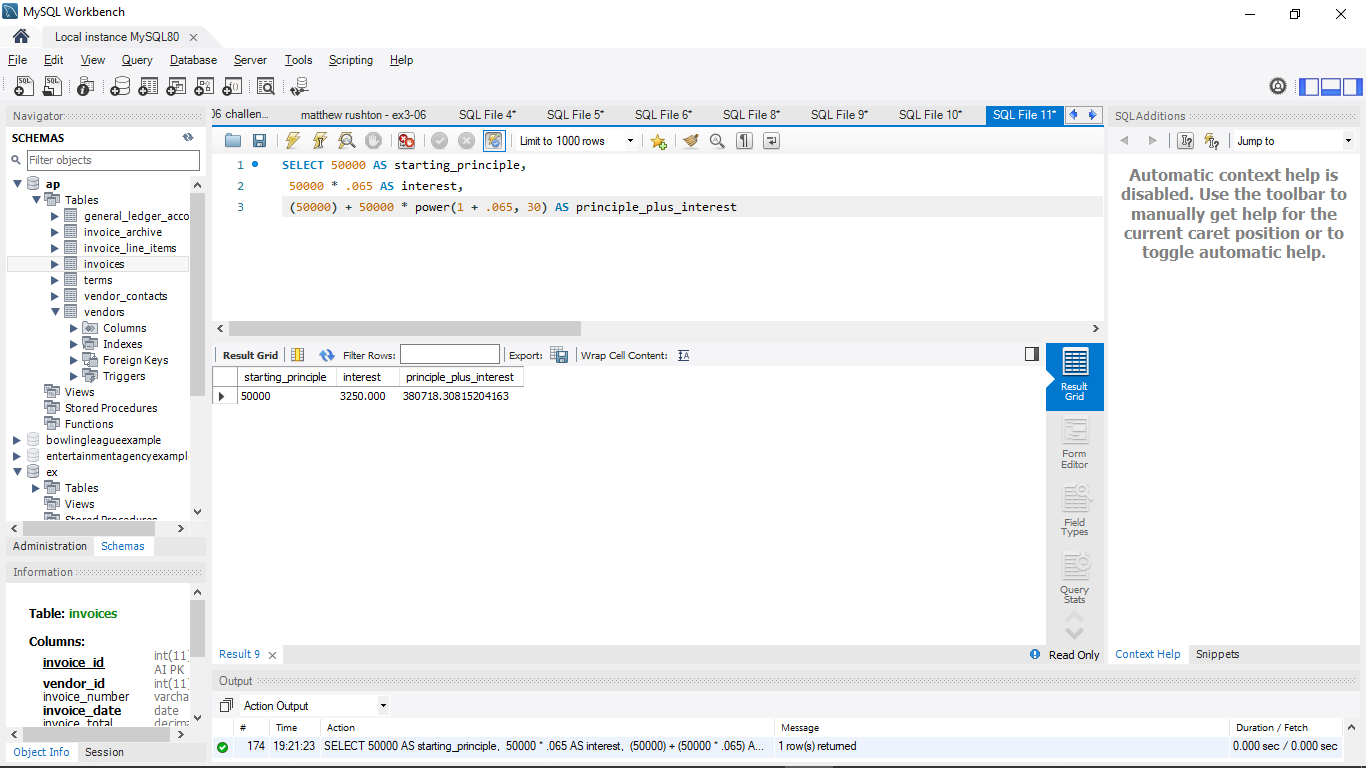 MySQL Workbench
Local instance MySQL80
File Edit View Query Database Server Tools Scripting Help
Navigator
SCHEMAS
Filter objects
ap
Tables
general_ledger_acco
invoice_archive
invoice_line_items
invoices
terms
vendor_contacts
vendors
Columns
Indexes
Foreign Keys
Triggers
Views
Stored Procedures
Functions
bowlingleagueexample
entertainmentagencyexampl
ex
Tables
Views
Stored Procedures
Administration Schemas
Information
Table: invoices
Columns:
invoice_id int(11)
AI PK
vendor_id int(11)
invoice_number varcha
invoice_date date
invoice_total decima
Object Info Session
06 challen... matthew rushton - ex3-06 SQL File 4* SQL File 5* SQL File 6* SQL File 8* SQL File 9* SQL File 10* SQL File 11*
Limit to 1000 rows
1 SELECT 50000 AS starting_principle,
2 50000 * .065 AS interest,
3 (50000) + 50000 * power(1 + .065, 30) AS principle_plus_interest
Result Grid Filter Rows: Export: Wrap Cell Content:
starting_principle interest principle_plus_interest
50000 3250.000 380718.30815204163
Result
Grid
Form
Editor
Field
Types
Query
Stats
Result 9
Read Only
SQLAdditions
Jump to
Automatic context help is
disabled. Use the toolbar to
manually get help for the
current caret position or to
toggle automatic help.
Context Help Snippets
Output
Action Output
# Time Action Message Duration / Fetch
174 19:21:23 SELECT 50000 AS starting_principle, 50000 * .065 AS interest, (50000) + (50000 * .065) A... 1 row(s) returned 0.000 sec / 0.000 sec